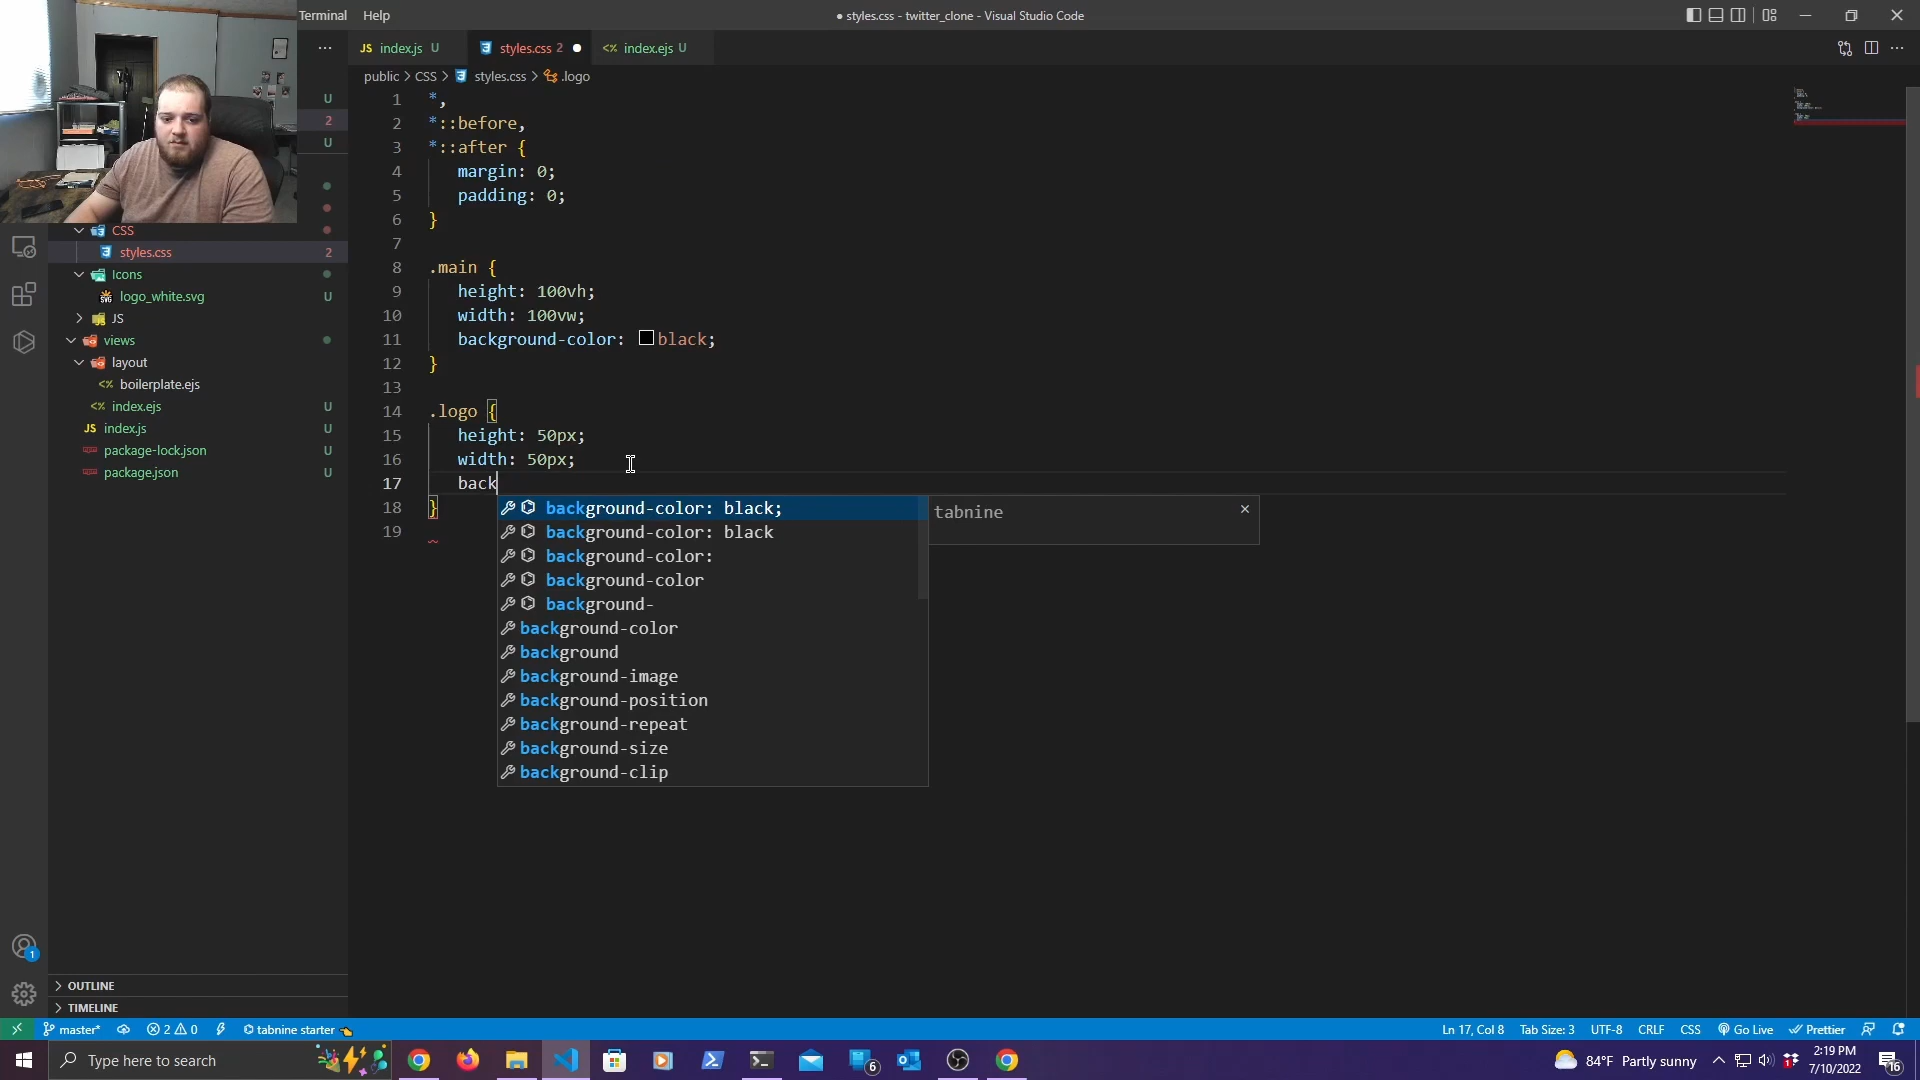 Terminal Help
● styles.css - twitter_clone - Visual Studio Code
JS index.js U
styles.css 2 ●
<> index.ejs U
public > CSS > styles.css > .logo
U
2
U
CSS
styles.css 2
Icons
logo_white.svg U
JS
views
layout
<> boilerplate.ejs
<> index.ejs U
JS index.js U
package-lock.json U
package.json U
OUTLINE
TIMELINE
1 *,
2 *::before,
3 *::after {
4 margin: 0;
5 padding: 0;
6 }
7
8 .main {
9 height: 100vh;
10 width: 100vw;
11 background-color: black;
12 }
13
14 .logo {
15 height: 50px;
16 width: 50px;
17 back
18 }
19
background-color: black;
background-color: black
background-color:
background-color
background-
background-color
background
background-image
background-position
background-repeat
background-size
background-clip
tabnine
1
master* 2 0 tabnine starter
Ln 17, Col 8 Tab Size: 3 UTF-8 CRLF CSS Go Live Prettier
Type here to search
6
1
84°F Partly sunny
2:19 PM
7/10/2022
16